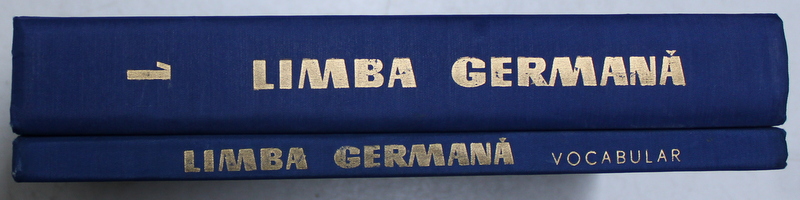 1 LIMBA GERMANĂ
LIMBA GERMANĂ VOCABULAR